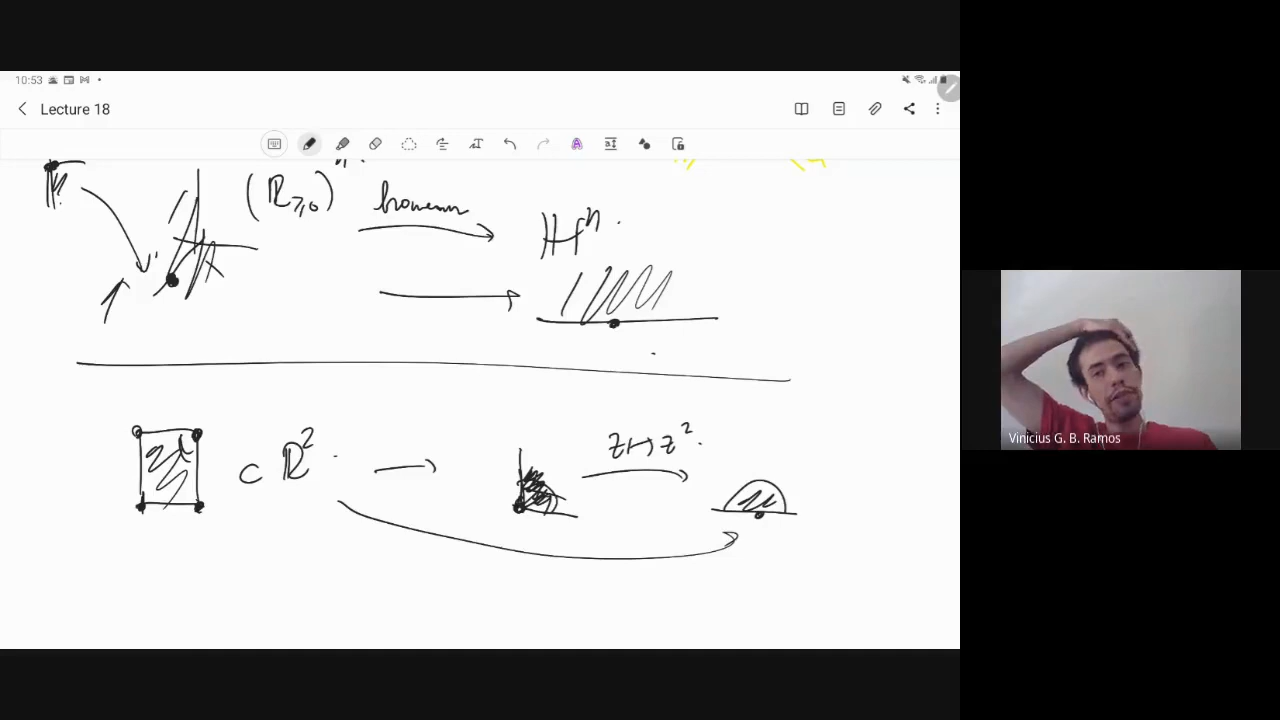 10:53
Lecture 18
(ℝ≥0)ⁿ homeom ℍⁿ.
⊂ ℝ². z ↦ z².
Vinicius G. B. Ramos